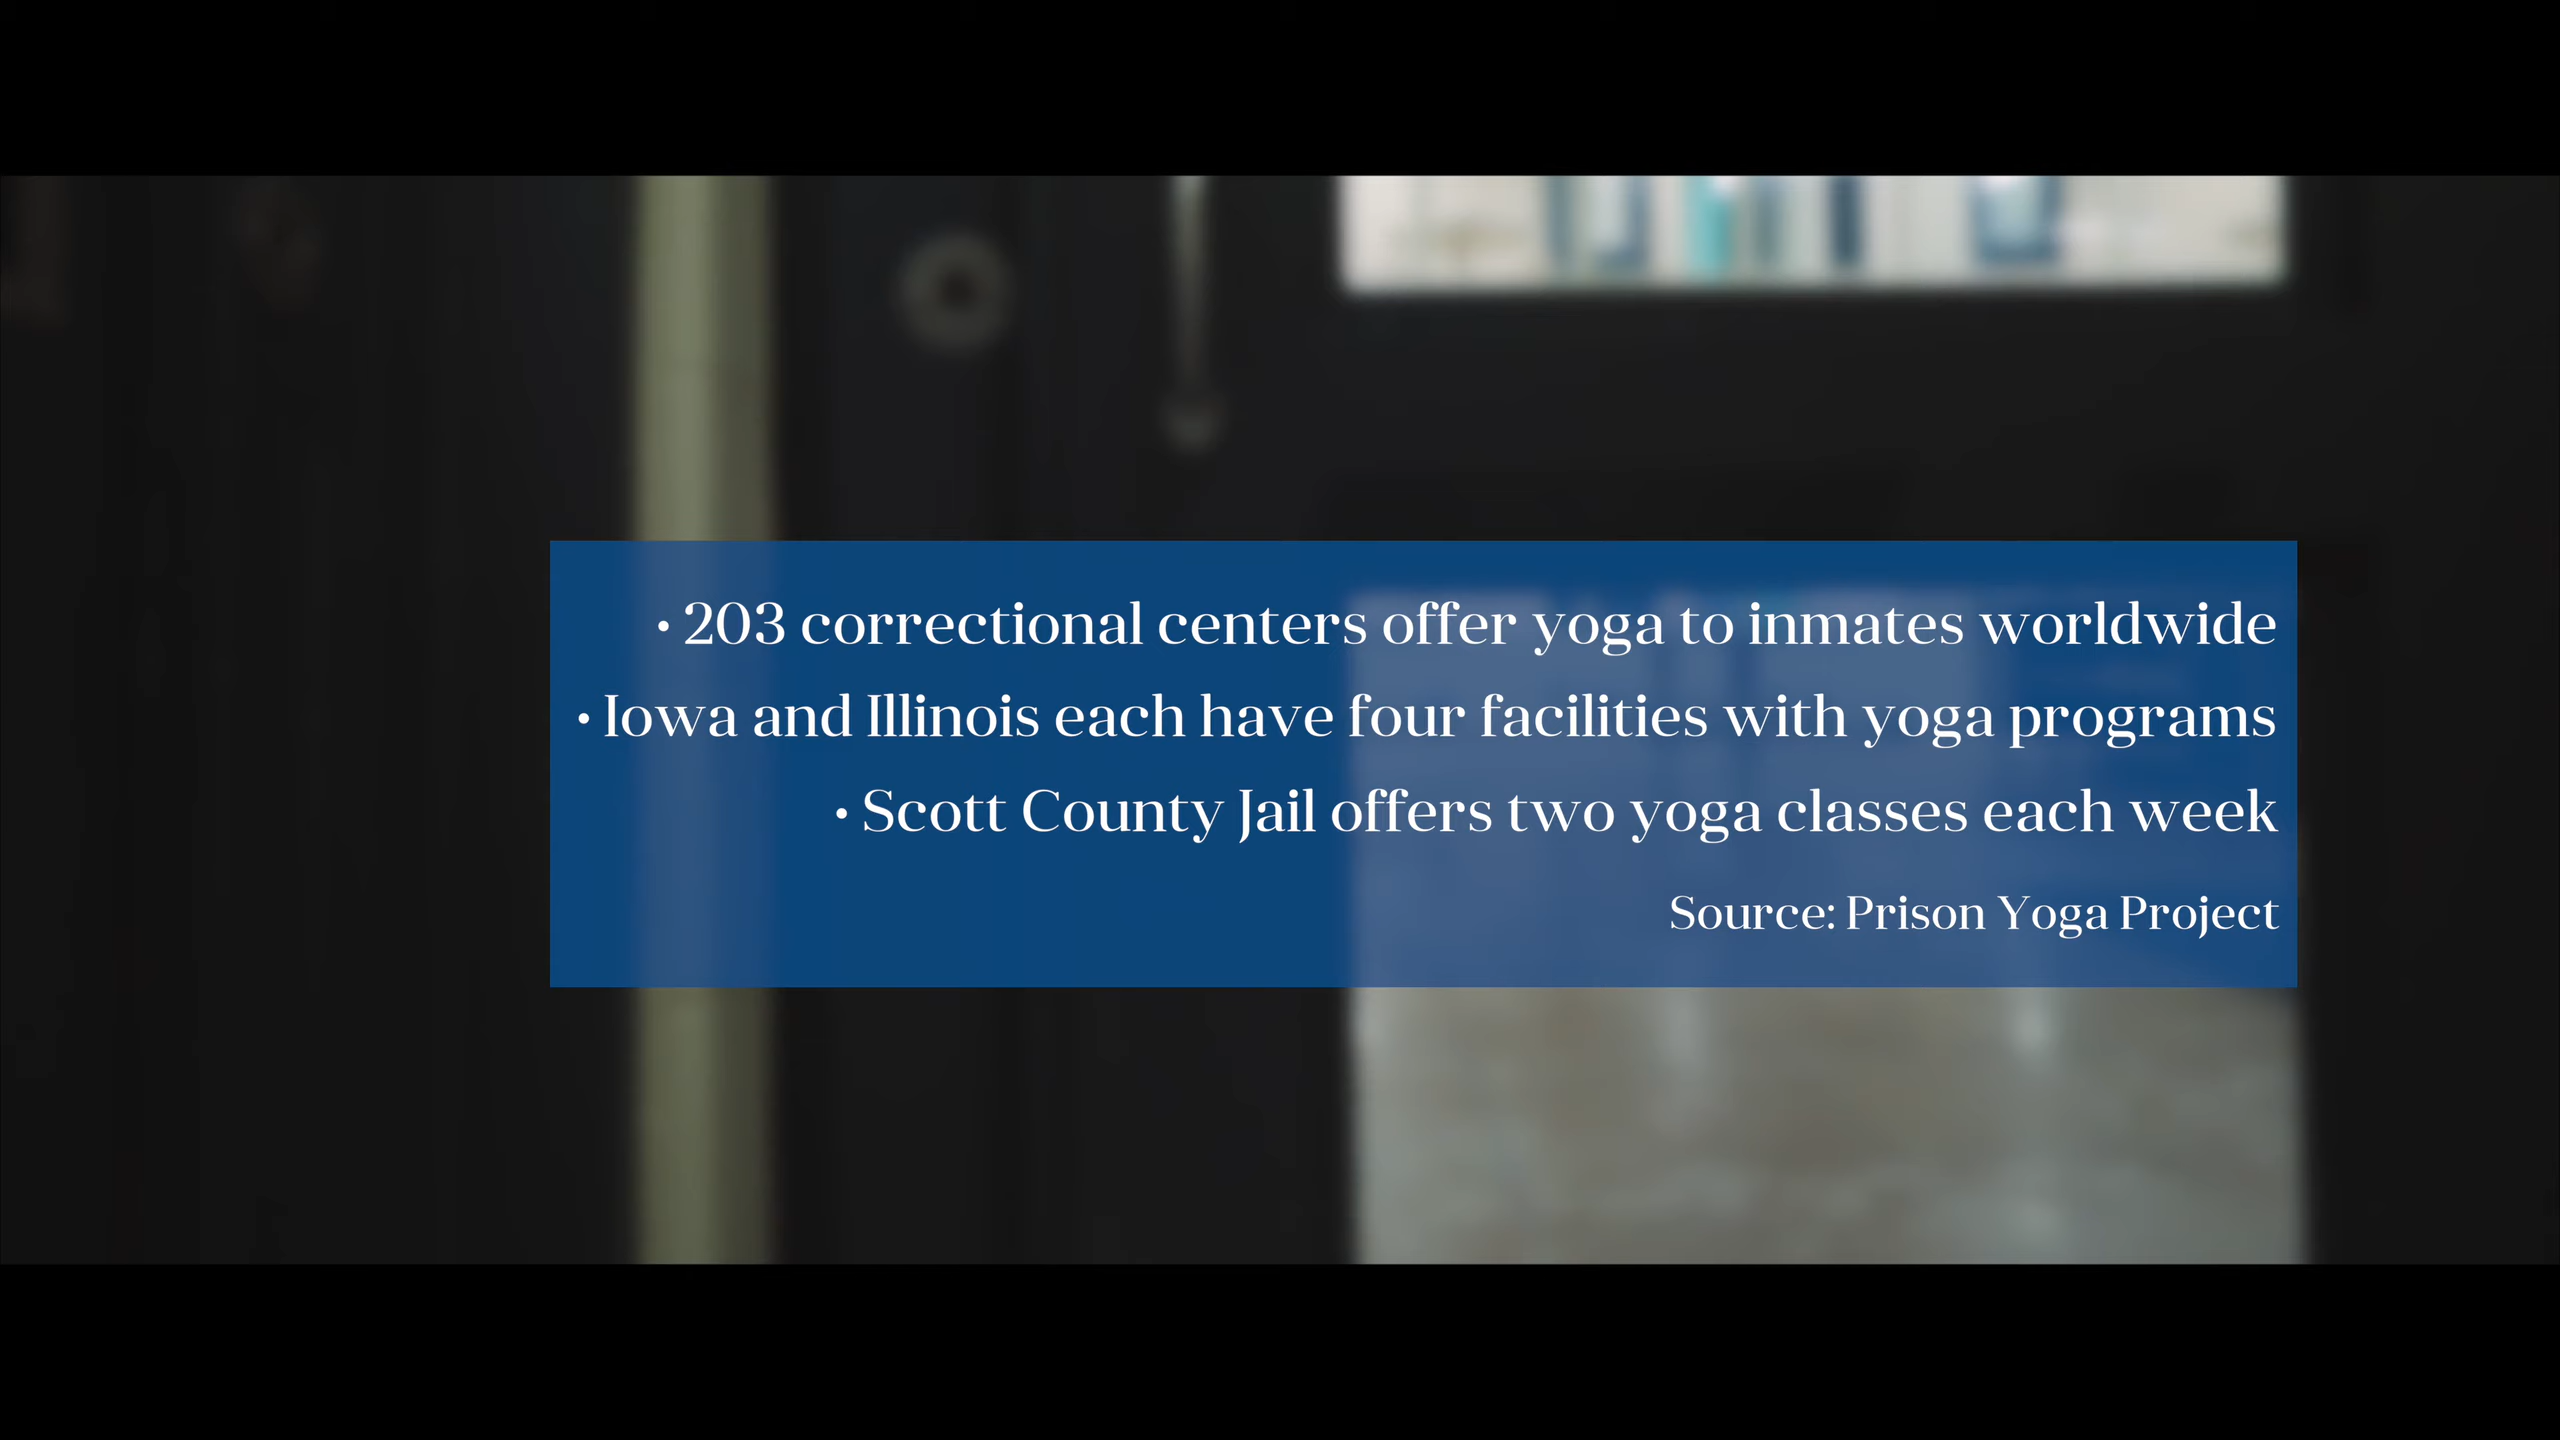 • 203 correctional centers offer yoga to inmates worldwide
• Iowa and Illinois each have four facilities with yoga programs
• Scott County Jail offers two yoga classes each week
Source: Prison Yoga Project